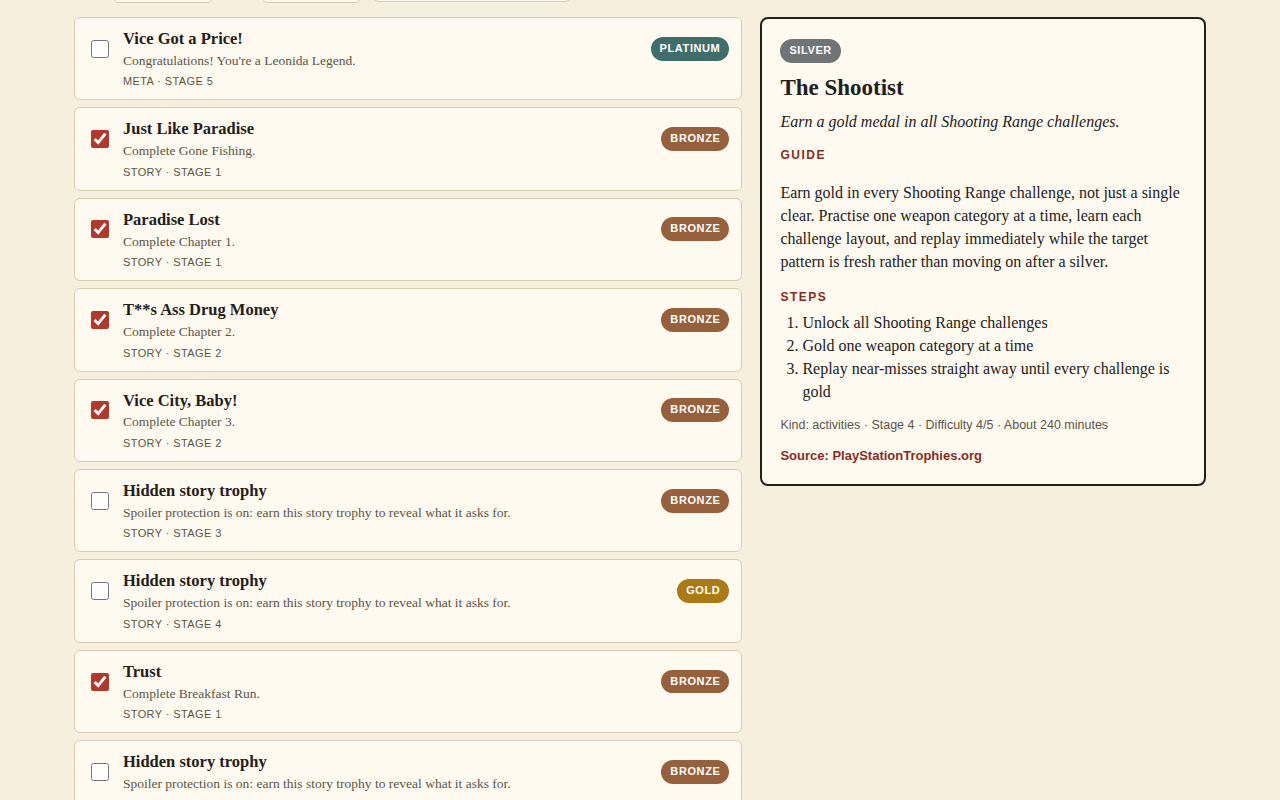 Vice Got a Price!
Congratulations! You're a Leonida Legend.
META · STAGE 5
PLATINUM
Just Like Paradise
Complete Gone Fishing.
STORY · STAGE 1
BRONZE
Paradise Lost
Complete Chapter 1.
STORY · STAGE 1
BRONZE
T**s Ass Drug Money
Complete Chapter 2.
STORY · STAGE 2
BRONZE
Vice City, Baby!
Complete Chapter 3.
STORY · STAGE 2
BRONZE
Hidden story trophy
Spoiler protection is on: earn this story trophy to reveal what it asks for.
STORY · STAGE 3
BRONZE
Hidden story trophy
Spoiler protection is on: earn this story trophy to reveal what it asks for.
STORY · STAGE 4
GOLD
Trust
Complete Breakfast Run.
STORY · STAGE 1
BRONZE
Hidden story trophy
Spoiler protection is on: earn this story trophy to reveal what it asks for.
BRONZE
SILVER
The Shootist
Earn a gold medal in all Shooting Range challenges.
GUIDE
Earn gold in every Shooting Range challenge, not just a single
clear. Practise one weapon category at a time, learn each
challenge layout, and replay immediately while the target
pattern is fresh rather than moving on after a silver.
STEPS
1. Unlock all Shooting Range challenges
2. Gold one weapon category at a time
3. Replay near-misses straight away until every challenge is
gold
Kind: activities · Stage 4 · Difficulty 4/5 · About 240 minutes
Source: PlayStationTrophies.org